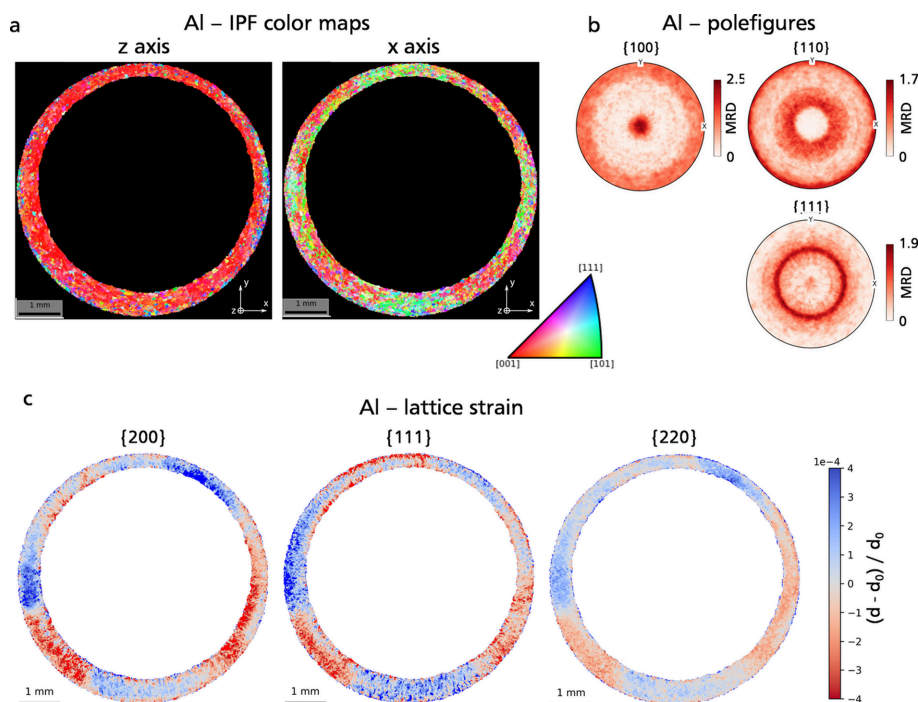 a
Al – IPF color maps
z axis
x axis
1 mm
y
z
x
1 mm
y
z
x
[111]
[001]
[101]
b
Al – polefigures
{100}
{110}
Y
X
2.5
MRD
0
Y
X
1.7
MRD
0
{111}
Y
X
1.9
MRD
0
c
Al – lattice strain
{200}
{111}
{220}
1e-4
4
3
2
1
0
−1
−2
−3
−4
(d - d₀) / d₀
1 mm
1 mm
1 mm